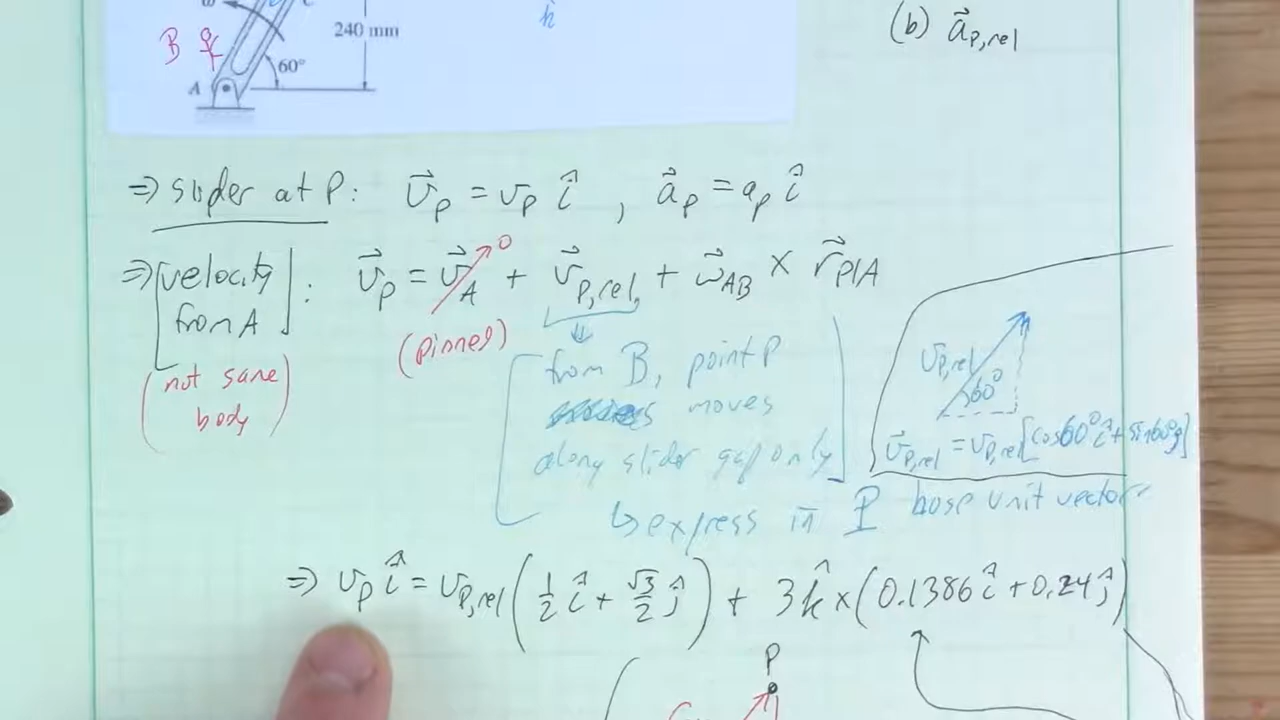 (b) a⃗P,rel
B
240 mm
k̂
60°
A
⇒ slider at P: v⃗P = vP î , a⃗P = aP î
⇒ [velocity from A]: v⃗P = v⃗A→0 + v⃗P,rel + ω⃗AB × r⃗P/A
(pinned)
(not same body)
⇓
[from B, point P
moves
along slider gap only]
↳ express in I base unit vectors
vP,rel
60°
v⃗P,rel = vP,rel [cos60° î + sin60° ĵ]
⇒ vP î = vP,rel (1/2 î + √3/2 ĵ) + 3k̂ × (0.1386 î + 0.24 ĵ)
P